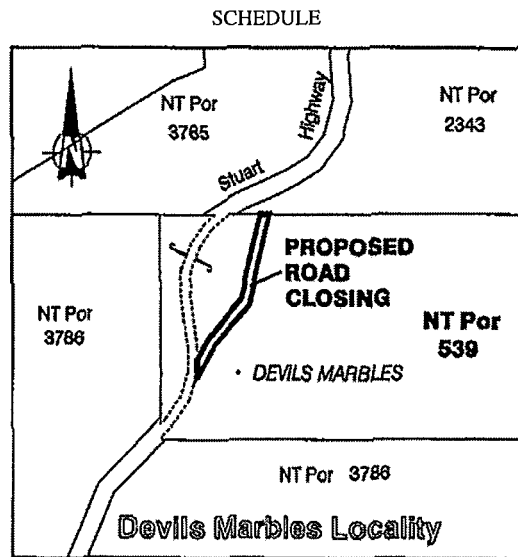 SCHEDULE
NT Por
3765
Stuart
Highway
NT Por
2343
PROPOSED
ROAD
CLOSING
NT Por
3786
NT Por
539
DEVILS MARBLES
NT Por 3786
Devils Marbles Locality